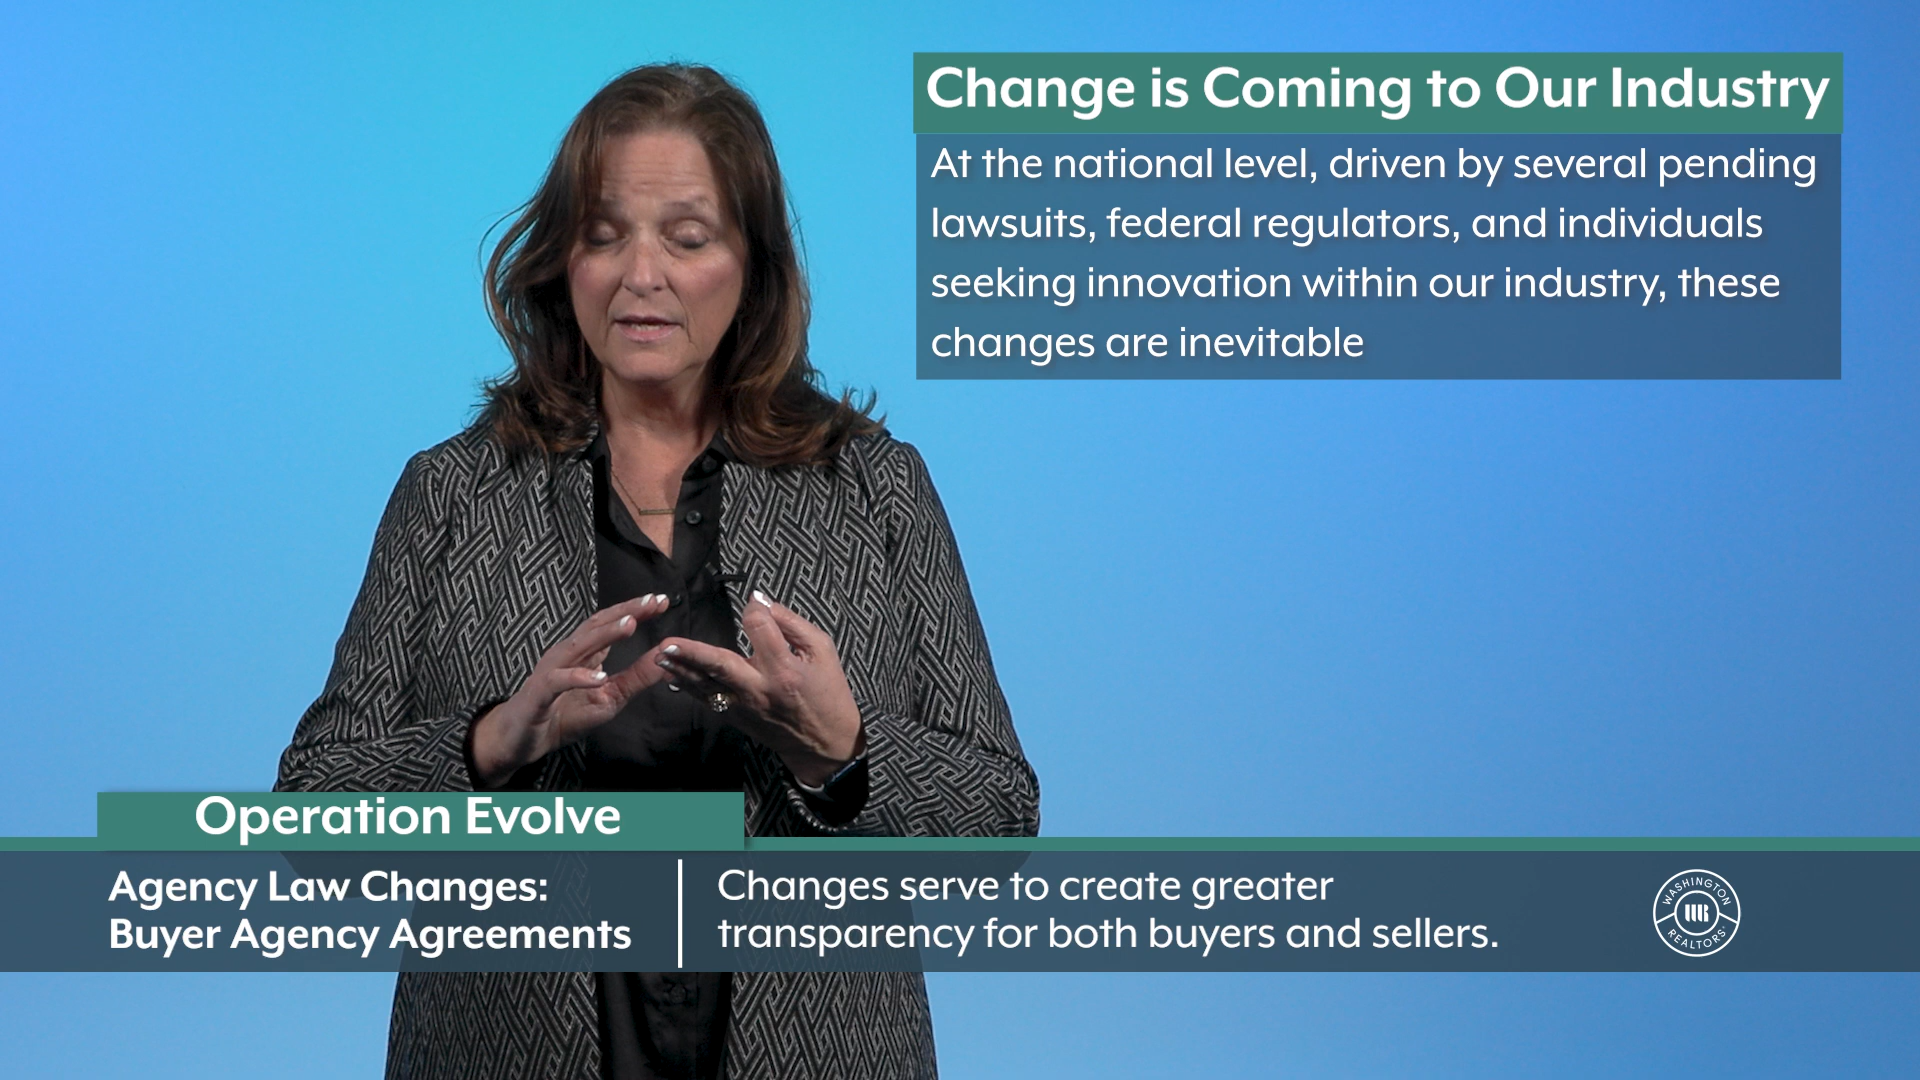 Change is Coming to Our Industry
At the national level, driven by several pending
lawsuits, federal regulators, and individuals
seeking innovation within our industry, these
changes are inevitable
Operation Evolve
Agency Law Changes:
Buyer Agency Agreements
Changes serve to create greater
transparency for both buyers and sellers.
WASHINGTON
REALTORS